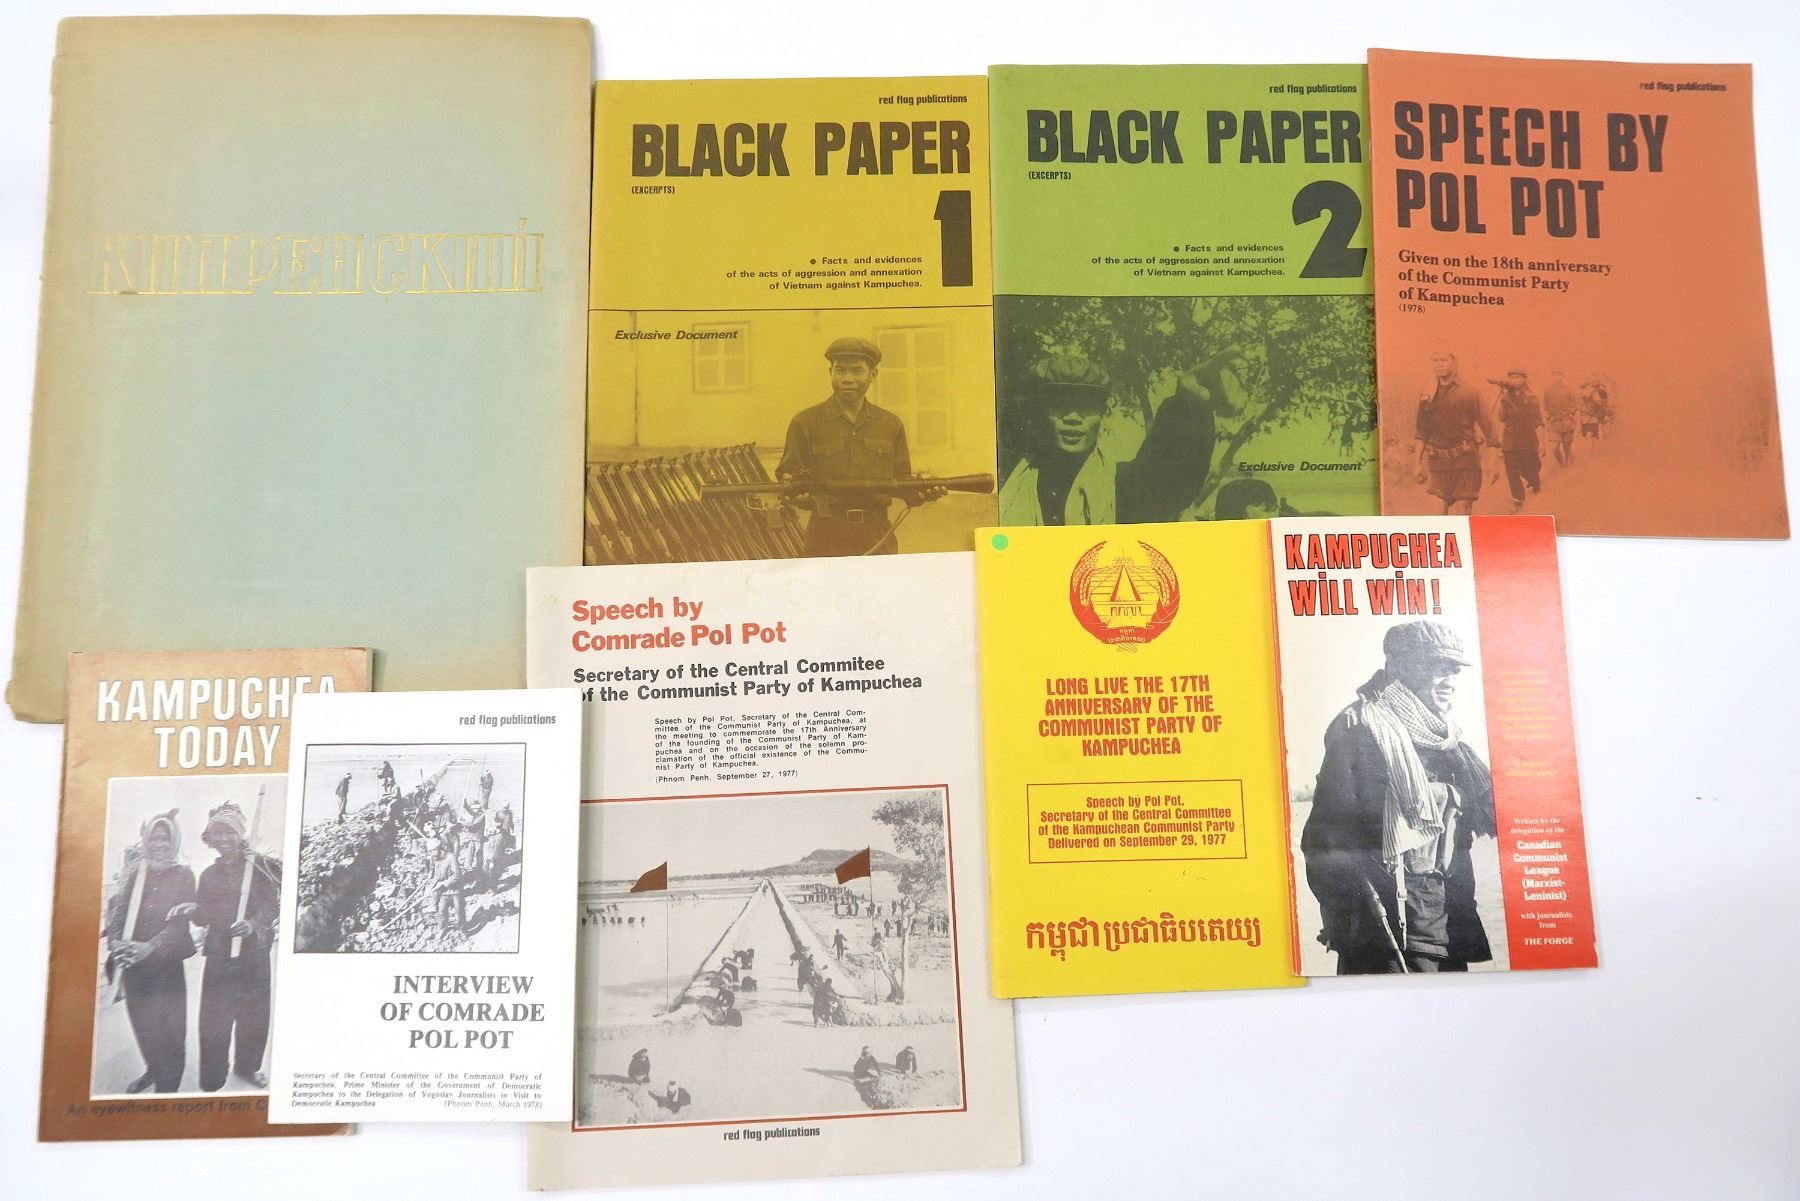 КИПРЕНСКИЙ
red flag publications
BLACK PAPER
(EXCERPTS)
1
● Facts and evidences
of the acts of aggression and annexation
of Vietnam against Kampuchea.
Exclusive Document
red flag publications
BLACK PAPER
(EXCERPTS)
2
● Facts and evidences
of the acts of aggression and annexation
of Vietnam against Kampuchea.
Exclusive Document
red flag publications
SPEECH BY
POL POT
Given on the 18th anniversary
of the Communist Party
of Kampuchea
(1978)
KAMPUCHEA
TODAY
An eyewitness report from C
red flag publications
INTERVIEW
OF COMRADE
POL POT
Secretary of the Central Committee of the Communist Party of
Kampuchea, Prime Minister of the Government of Democratic
Kampuchea to the Delegation of Yogoslav Journalists in Visit to
Democratic Kampuchea
(Phnom Penh, March 1978)
Speech by
Comrade Pol Pot
Secretary of the Central Commitee
of the Communist Party of Kampuchea
Speech by Pol Pot, Secretary of the Central Com-
mittee of the Communist Party of Kampuchea, at
the meeting to commemorate the 17th Anniversary
of the founding of the Communist Party of Kam-
puchea and on the occasion of the solemn pro-
clamation of the official existence of the Commu-
nist Party of Kampuchea.
(Phnom Penh, September 27, 1977)
red flag publications
LONG LIVE THE 17TH
ANNIVERSARY OF THE
COMMUNIST PARTY OF
KAMPUCHEA
Speech by Pol Pot,
Secretary of the Central Committee
of the Kampuchean Communist Party
Delivered on September 29, 1977
កម្ពុជាប្រជាធិបតេយ្យ
KAMPUCHEA
WiLL WiN!
Written by the
delegation of the
Canadian
Communist
League
(Marxist-
Leninist)
with journalists
from
THE FORGE